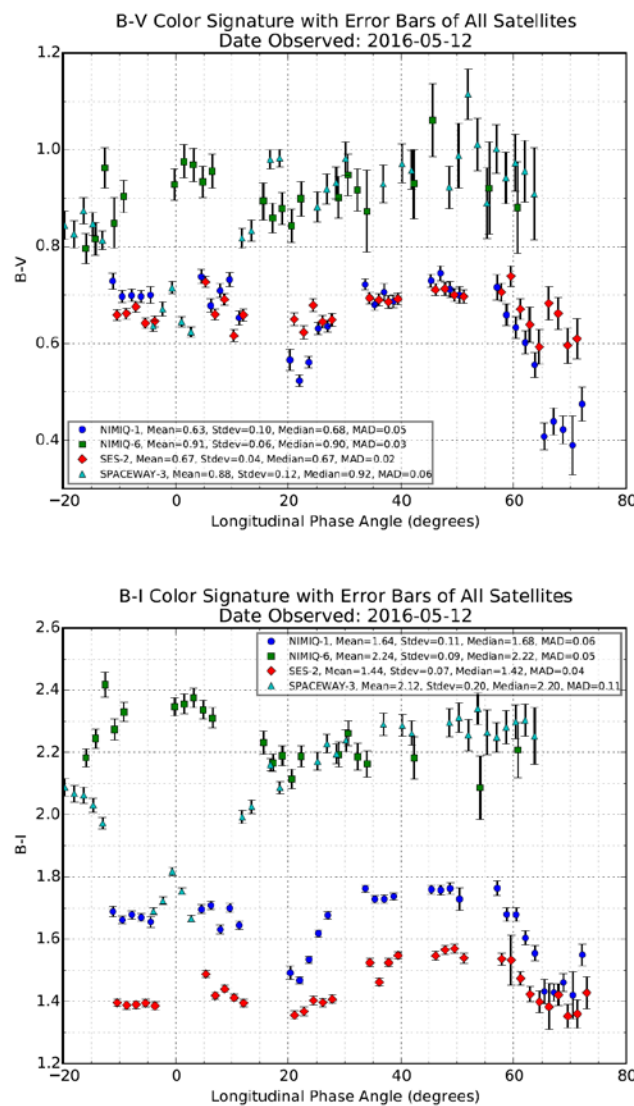 B-V Color Signature with Error Bars of All Satellites
Date Observed: 2016-05-12
1.2
1.0
0.8
0.6
0.4
B-V
NIMIQ-1, Mean=0.63, Stdev=0.10, Median=0.68, MAD=0.05
NIMIQ-6, Mean=0.91, Stdev=0.06, Median=0.90, MAD=0.03
SES-2, Mean=0.67, Stdev=0.04, Median=0.67, MAD=0.02
SPACEWAY-3, Mean=0.88, Stdev=0.12, Median=0.92, MAD=0.06
-20 0 20 40 60 80
Longitudinal Phase Angle (degrees)
B-I Color Signature with Error Bars of All Satellites
Date Observed: 2016-05-12
2.6
2.4
2.2
2.0
1.8
1.6
1.4
1.2
B-I
NIMIQ-1, Mean=1.64, Stdev=0.11, Median=1.68, MAD=0.06
NIMIQ-6, Mean=2.24, Stdev=0.09, Median=2.22, MAD=0.05
SES-2, Mean=1.44, Stdev=0.07, Median=1.42, MAD=0.04
SPACEWAY-3, Mean=2.12, Stdev=0.20, Median=2.20, MAD=0.11
-20 0 20 40 60 80
Longitudinal Phase Angle (degrees)